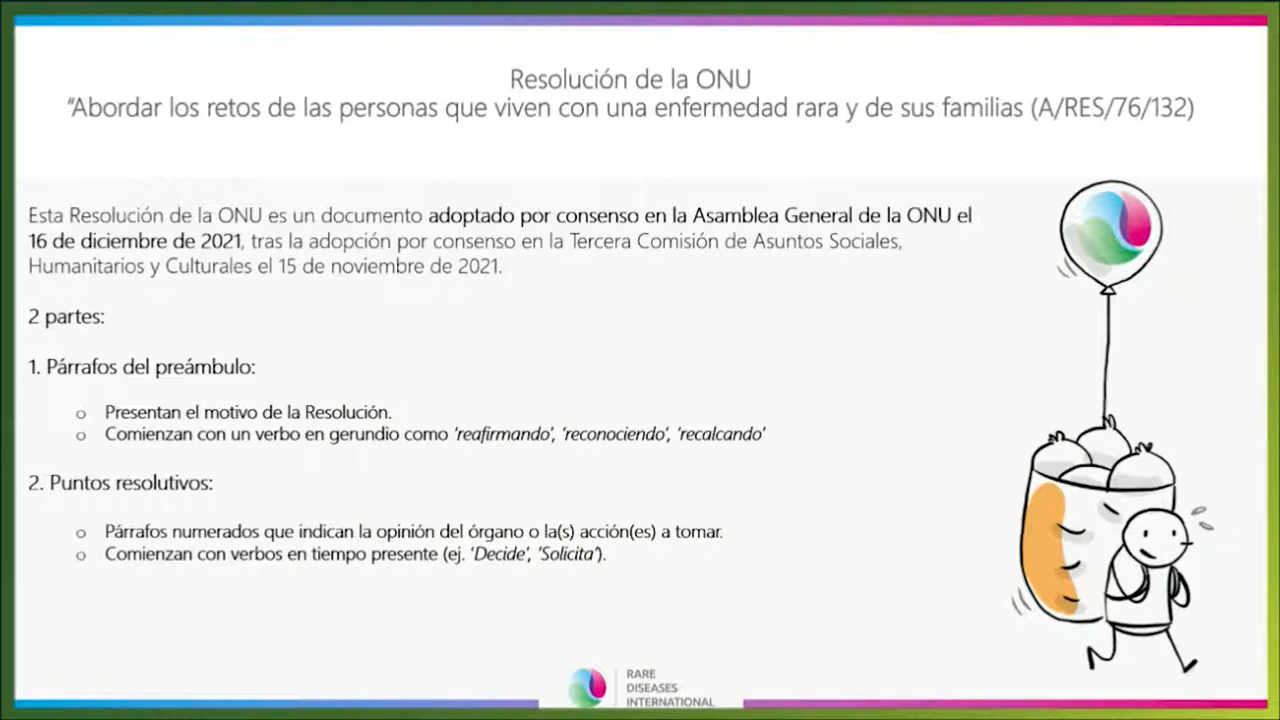 Resolución de la ONU
“Abordar los retos de las personas que viven con una enfermedad rara y de sus familias (A/RES/76/132)
Esta Resolución de la ONU es un documento adoptado por consenso en la Asamblea General de la ONU el
16 de diciembre de 2021, tras la adopción por consenso en la Tercera Comisión de Asuntos Sociales,
Humanitarios y Culturales el 15 de noviembre de 2021.
2 partes:
1. Párrafos del preámbulo:
o Presentan el motivo de la Resolución.
o Comienzan con un verbo en gerundio como ‘reafirmando’, ‘reconociendo’, ‘recalcando’
2. Puntos resolutivos:
o Párrafos numerados que indican la opinión del órgano o la(s) acción(es) a tomar.
o Comienzan con verbos en tiempo presente (ej. ‘Decide’, ‘Solicita’).
RARE
DISEASES
INTERNATIONAL